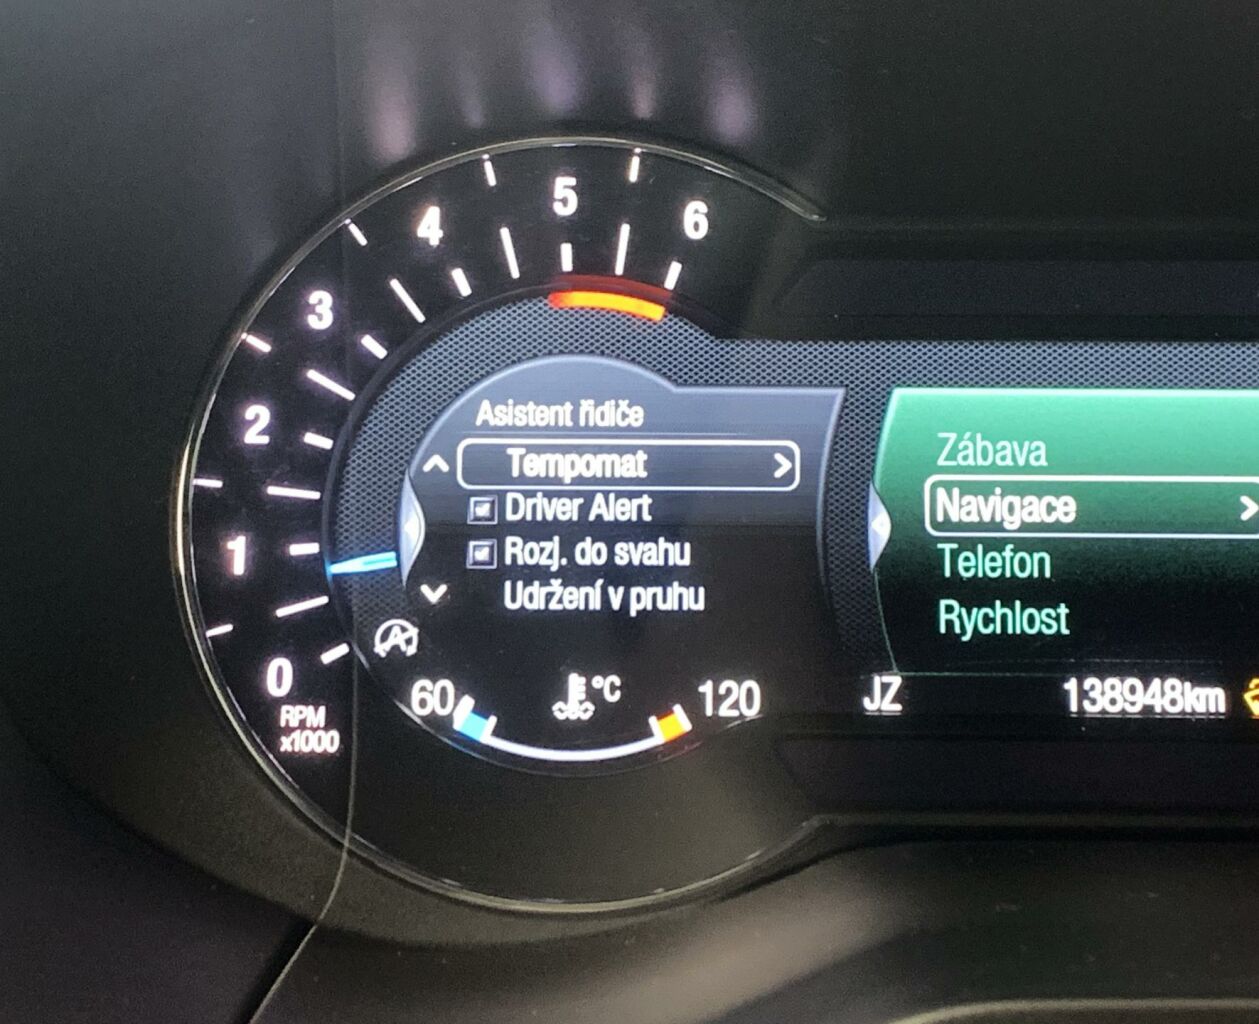 0
1
2
3
4
5
6
RPM
x1000
Asistent řidiče
Tempomat >
Driver Alert
Rozj. do svahu
Udržení v pruhu
A
60 °C 120
Zábava
Navigace >
Telefon
Rychlost
JZ 138948km